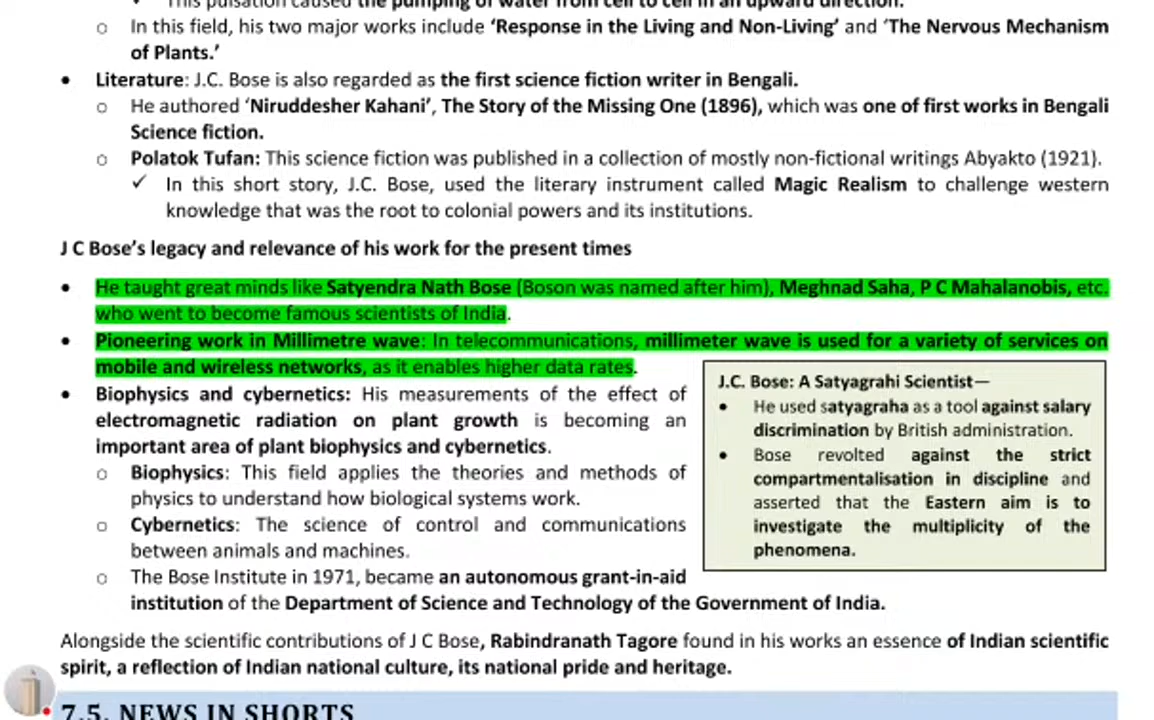 This pulsation caused the pumping of water from cell to cell in an upward direction.
o In this field, his two major works include ‘Response in the Living and Non-Living’ and ‘The Nervous Mechanism
of Plants.’
• Literature: J.C. Bose is also regarded as the first science fiction writer in Bengali.
o He authored ‘Niruddesher Kahani’, The Story of the Missing One (1896), which was one of first works in Bengali
Science fiction.
o Polatok Tufan: This science fiction was published in a collection of mostly non-fictional writings Abyakto (1921).
✓ In this short story, J.C. Bose, used the literary instrument called Magic Realism to challenge western
knowledge that was the root to colonial powers and its institutions.
J C Bose’s legacy and relevance of his work for the present times
• He taught great minds like Satyendra Nath Bose (Boson was named after him), Meghnad Saha, P C Mahalanobis, etc.
who went to become famous scientists of India.
• Pioneering work in Millimetre wave: In telecommunications, millimeter wave is used for a variety of services on
mobile and wireless networks, as it enables higher data rates.
• Biophysics and cybernetics: His measurements of the effect of
electromagnetic radiation on plant growth is becoming an
important area of plant biophysics and cybernetics.
o Biophysics: This field applies the theories and methods of
physics to understand how biological systems work.
o Cybernetics: The science of control and communications
between animals and machines.
o The Bose Institute in 1971, became an autonomous grant-in-aid
institution of the Department of Science and Technology of the Government of India.
J.C. Bose: A Satyagrahi Scientist—
• He used satyagraha as a tool against salary
discrimination by British administration.
• Bose revolted against the strict
compartmentalisation in discipline and
asserted that the Eastern aim is to
investigate the multiplicity of the
phenomena.
Alongside the scientific contributions of J C Bose, Rabindranath Tagore found in his works an essence of Indian scientific
spirit, a reflection of Indian national culture, its national pride and heritage.
7.5. NEWS IN SHORTS